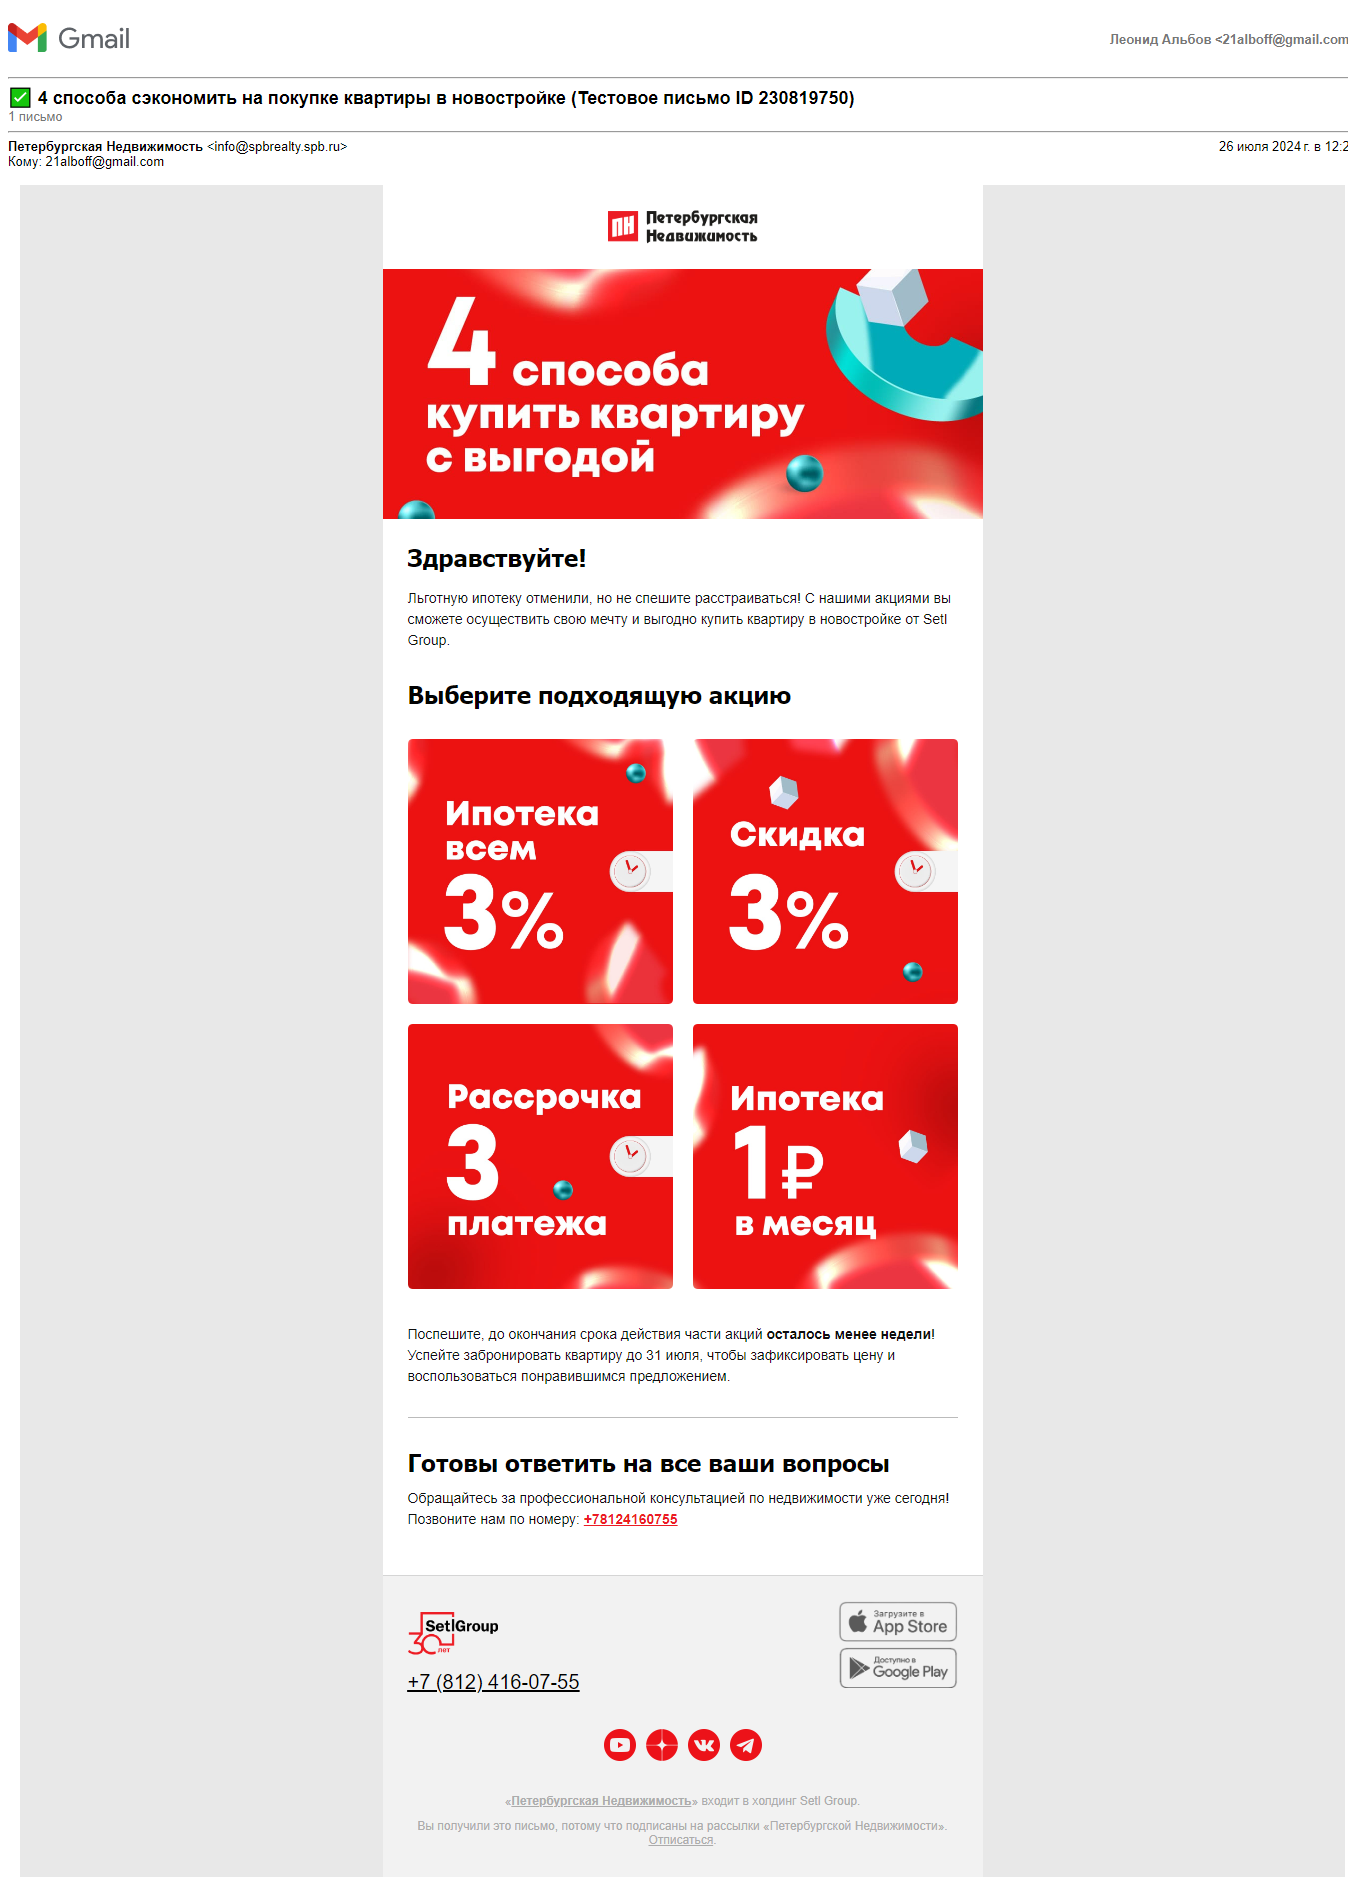 Gmail
Леонид Альбов <21alboff@gmail.com
✅ 4 способа сэкономить на покупке квартиры в новостройке (Тестовое письмо ID 230819750)
1 письмо
Петербургская Недвижимость <info@spbrealty.spb.ru>
26 июля 2024 г. в 12:2
Кому: 21alboff@gmail.com
ПН
Петербургская
Недвижимость
4 способа
купить квартиру
с выгодой
Здравствуйте!
Льготную ипотеку отменили, но не спешите расстраиваться! С нашими акциями вы
сможете осуществить свою мечту и выгодно купить квартиру в новостройке от Setl
Group.
Выберите подходящую акцию
Ипотека
всем
3%
Скидка
3%
Рассрочка
3
платежа
Ипотека
1 ₽
в месяц
Поспешите, до окончания срока действия части акций осталось менее недели!
Успейте забронировать квартиру до 31 июля, чтобы зафиксировать цену и
воспользоваться понравившимся предложением.
Готовы ответить на все ваши вопросы
Обращайтесь за профессиональной консультацией по недвижимости уже сегодня!
Позвоните нам по номеру: +78124160755
SetlGroup
30 лет
Загрузите в
App Store
Доступно в
Google Play
+7 (812) 416-07-55
«Петербургская Недвижимость» входит в холдинг Setl Group.
Вы получили это письмо, потому что подписаны на рассылки «Петербургской Недвижимости».
Отписаться.